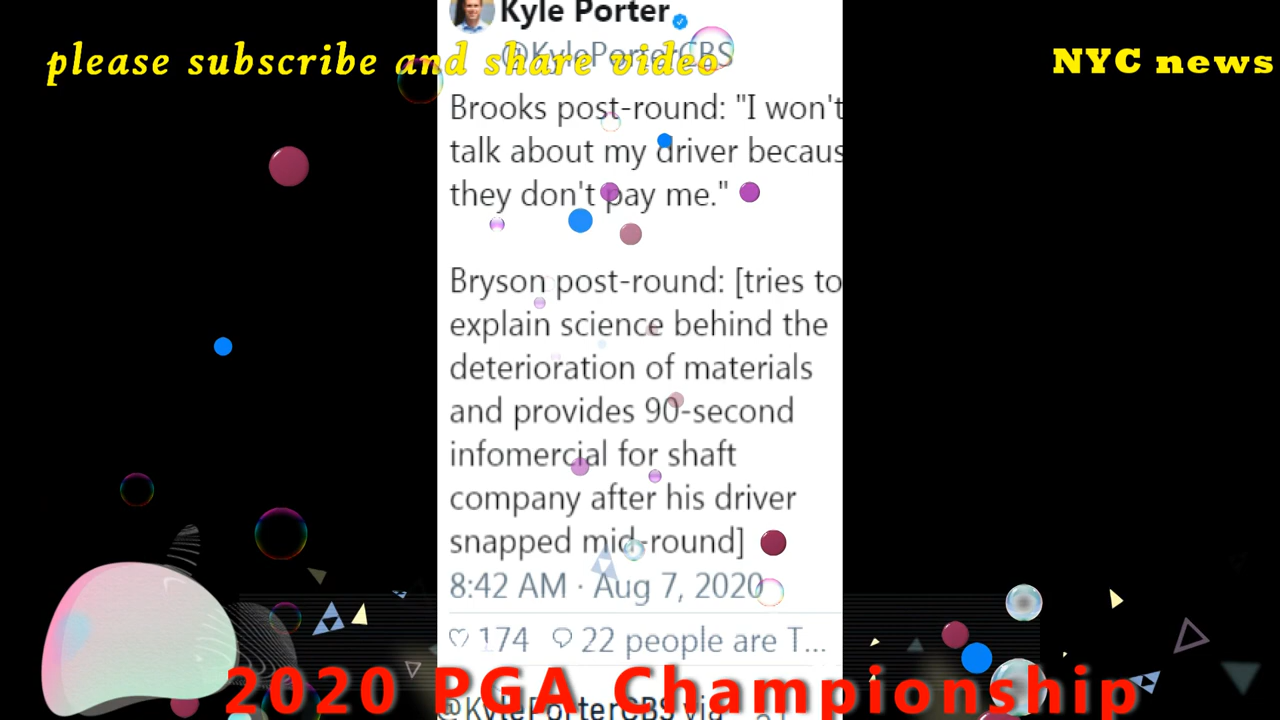 Kyle Porter
@KylePorterCBS
please subscribe and share video
NYC news
Brooks post-round: "I won't
talk about my driver becaus
they don't pay me."
Bryson post-round: [tries to
explain science behind the
deterioration of materials
and provides 90-second
infomercial for shaft
company after his driver
snapped mid-round]
8:42 AM · Aug 7, 2020
174 22 people are T...
2020 PGA Championship
@KylePorterCBS via